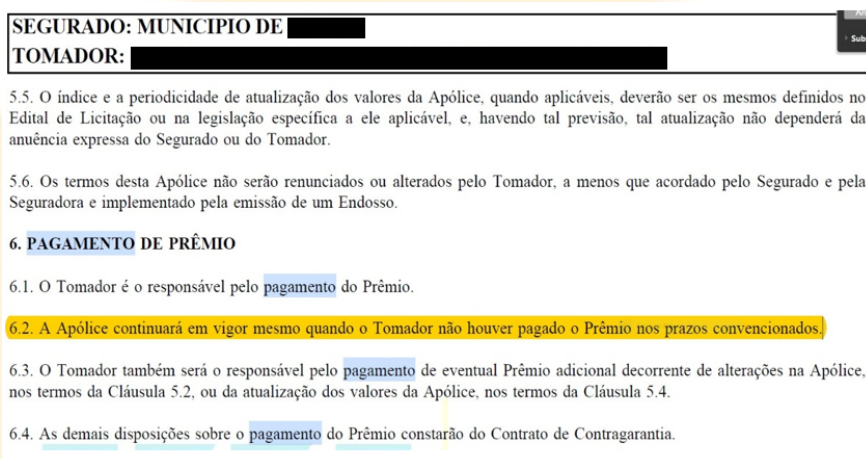 SEGURADO: MUNICIPIO DE
TOMADOR:
Sub
5.5. O índice e a periodicidade de atualização dos valores da Apólice, quando aplicáveis, deverão ser os mesmos definidos no
Edital de Licitação ou na legislação específica a ele aplicável, e, havendo tal previsão, tal atualização não dependerá da
anuência expressa do Segurado ou do Tomador.
5.6. Os termos desta Apólice não serão renunciados ou alterados pelo Tomador, a menos que acordado pelo Segurado e pela
Seguradora e implementado pela emissão de um Endosso.
6. PAGAMENTO DE PRÊMIO
6.1. O Tomador é o responsável pelo pagamento do Prêmio.
6.2. A Apólice continuará em vigor mesmo quando o Tomador não houver pagado o Prêmio nos prazos convencionados.
6.3. O Tomador também será o responsável pelo pagamento de eventual Prêmio adicional decorrente de alterações na Apólice,
nos termos da Cláusula 5.2, ou da atualização dos valores da Apólice, nos termos da Cláusula 5.4.
6.4. As demais disposições sobre o pagamento do Prêmio constarão do Contrato de Contragarantia.